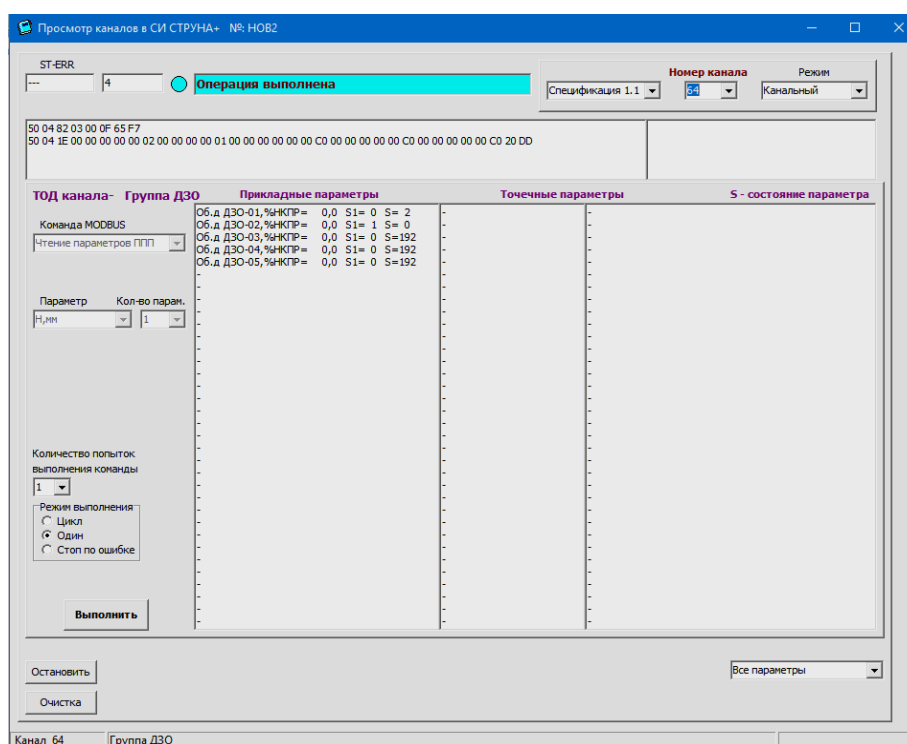 Просмотр каналов в СИ СТРУНА+ №: НОВ2
ST-ERR
--- 4 Операция выполнена
Номер канала Режим
Спецификация 1.1 64 Канальный
50 04 82 03 00 0F 65 F7
50 04 1E 00 00 00 00 00 02 00 00 00 00 01 00 00 00 00 00 00 C0 00 00 00 00 00 C0 00 00 00 00 00 C0 20 DD
ТОД канала- Группа ДЗО Прикладные параметры Точечные параметры S - состояние параметра
Команда MODBUS
Чтение параметров ППП
Об.д ДЗО-01,%НКПР= 0,0 S1= 0 S= 2
Об.д ДЗО-02,%НКПР= 0,0 S1= 1 S= 0
Об.д ДЗО-03,%НКПР= 0,0 S1= 0 S=192
Об.д ДЗО-04,%НКПР= 0,0 S1= 0 S=192
Об.д ДЗО-05,%НКПР= 0,0 S1= 0 S=192
Параметр Кол-во парам.
Н,мм 1
Количество попыток
выполнения команды
1
Режим выполнения
Цикл
Один
Стоп по ошибке
Выполнить
Остановить
Все параметры
Очистка
Канал 64 Группа ДЗО